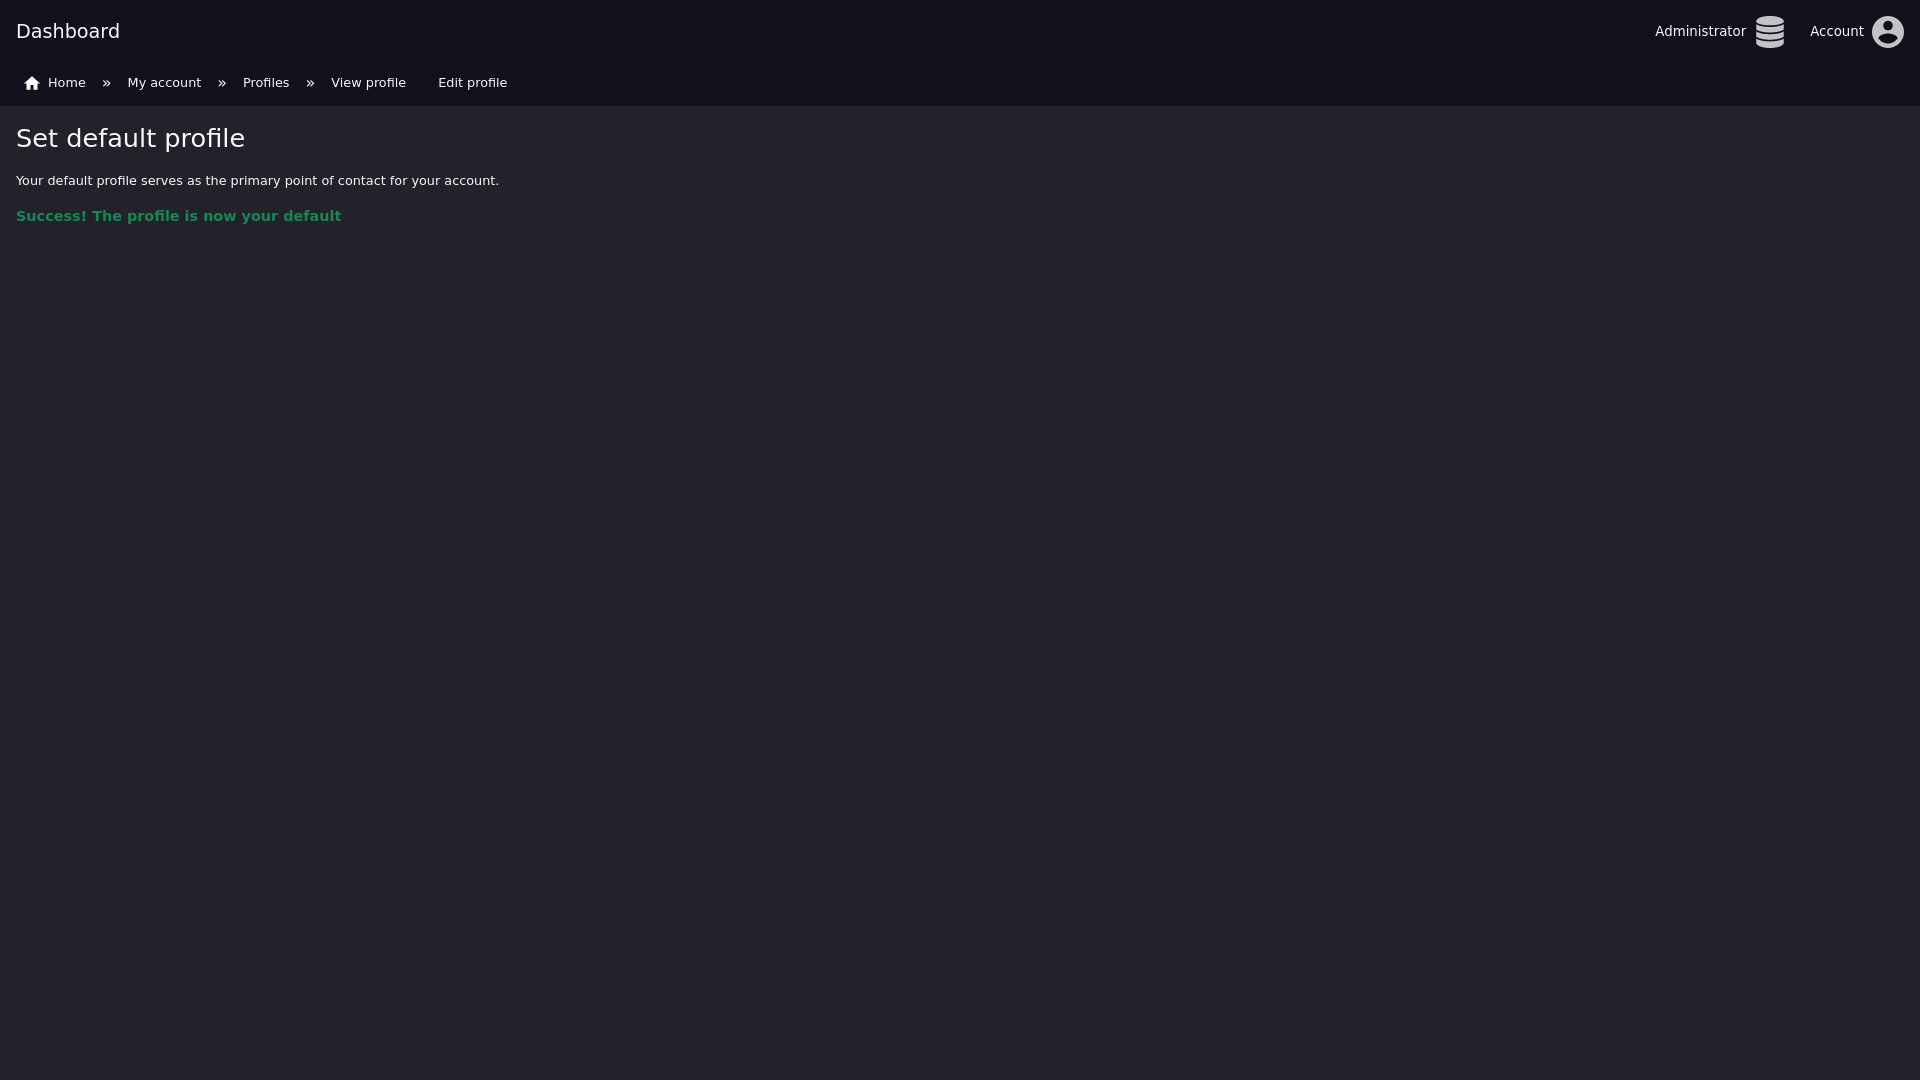 Dashboard
Administrator
Account
Home » My account » Profiles » View profile Edit profile
Set default profile
Your default profile serves as the primary point of contact for your account.
Success! The profile is now your default